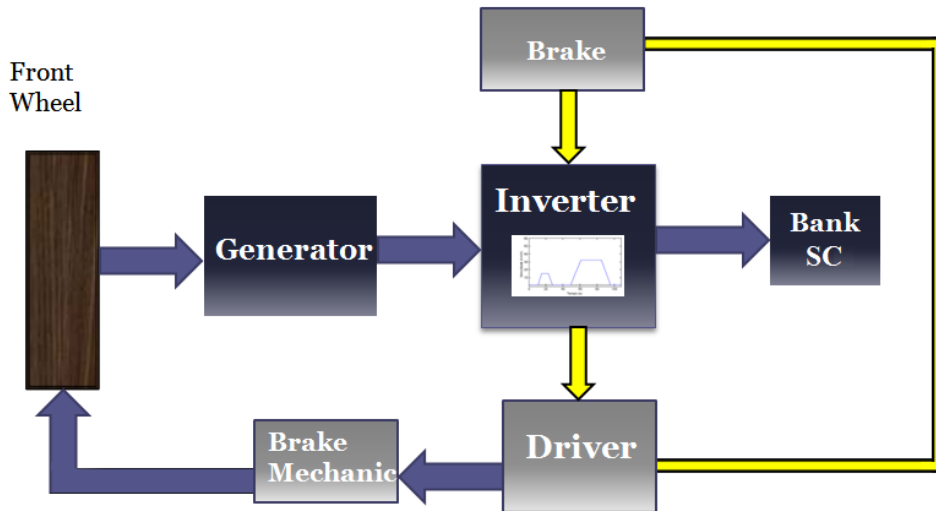 Brake
Front
Wheel
Inverter
Generator
Bank
SC
Brake
Mechanic
Driver